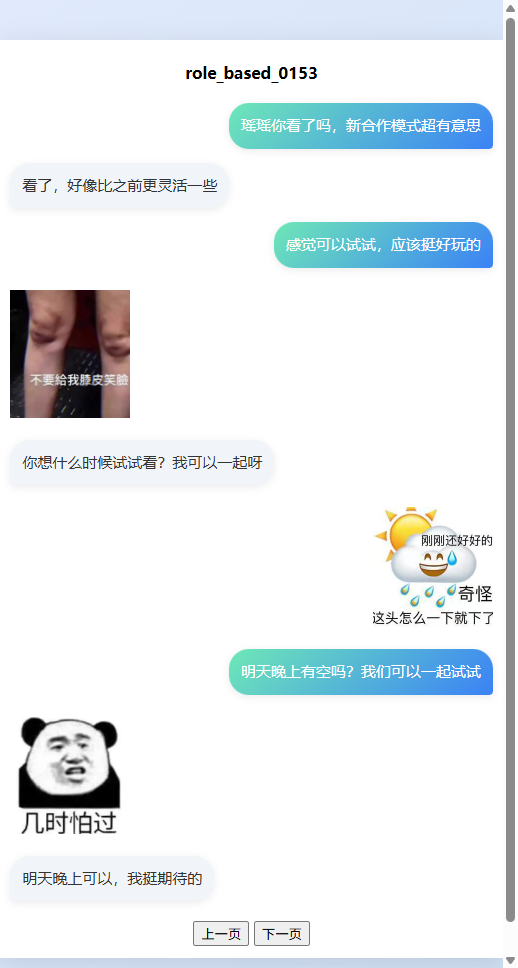 role_based_0153
瑶瑶你看了吗，新合作模式超有意思
看了，好像比之前更灵活一些
感觉可以试试，应该挺好玩的
不要給我膝皮笑臉
你想什么时候试试看？我可以一起呀
刚刚还好好的
奇怪
这头怎么一下就下了
明天晚上有空吗？我们可以一起试试
几时怕过
明天晚上可以，我挺期待的
上一页 下一页